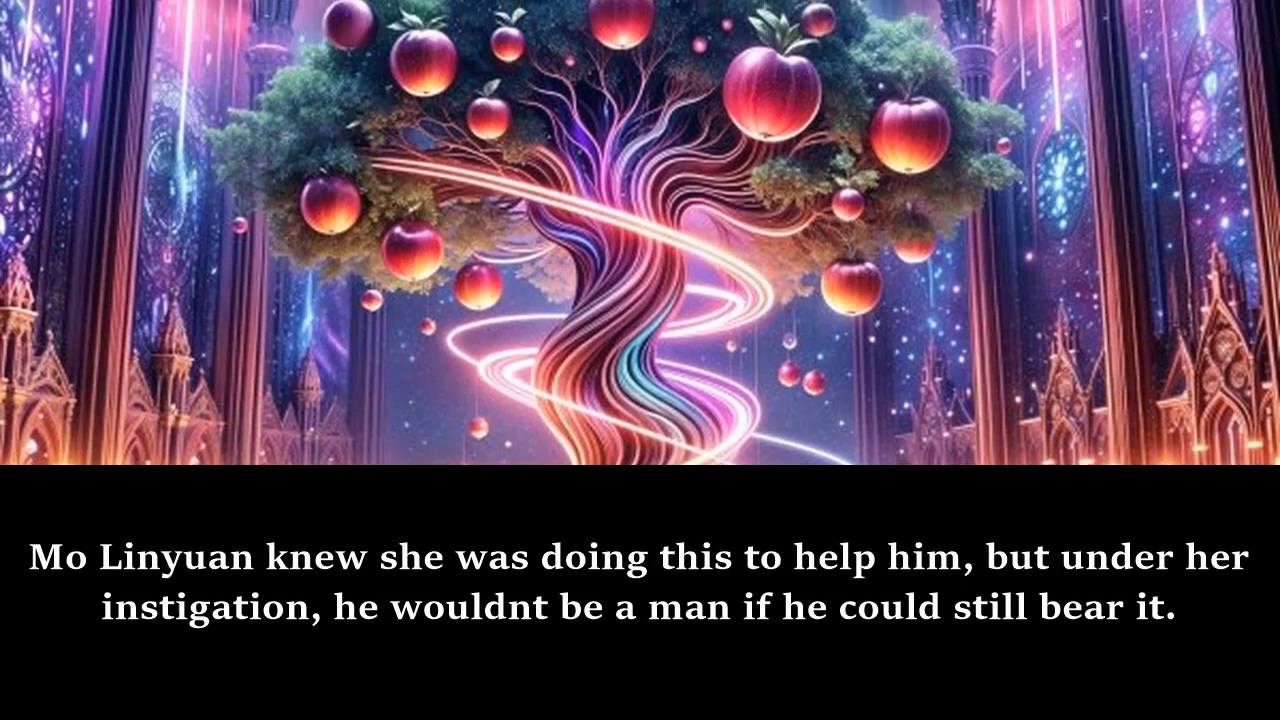 Mo Linyuan knew she was doing this to help him, but under her
instigation, he wouldnt be a man if he could still bear it.